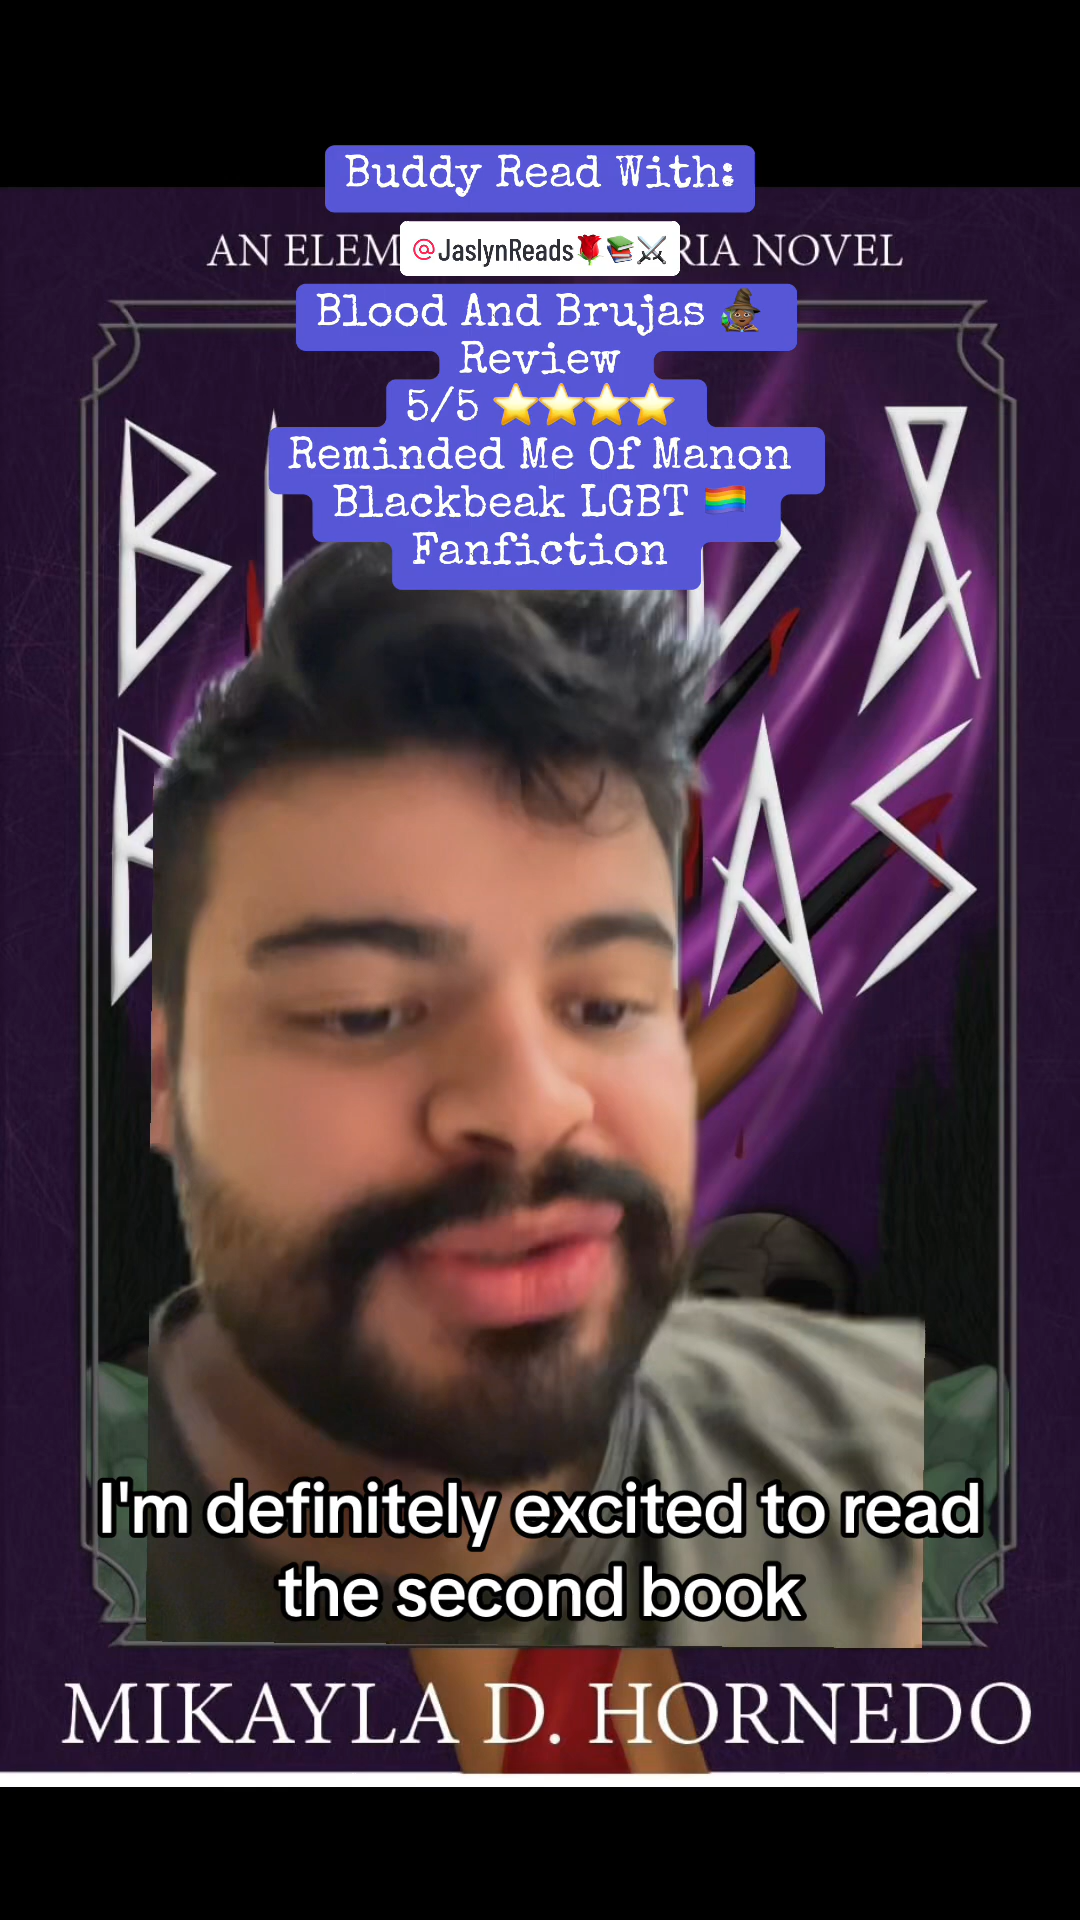 Buddy Read With:
AN ELEM
@JaslynReads🌹📚⚔️
RIA NOVEL
Blood And Brujas 🧙🏾
Review
5/5 ⭐⭐⭐⭐
Reminded Me Of Manon
Blackbeak LGBT 🏳️‍🌈
Fanfiction
B &
AS
I'm definitely excited to read
the second book
MIKAYLA D. HORNEDO